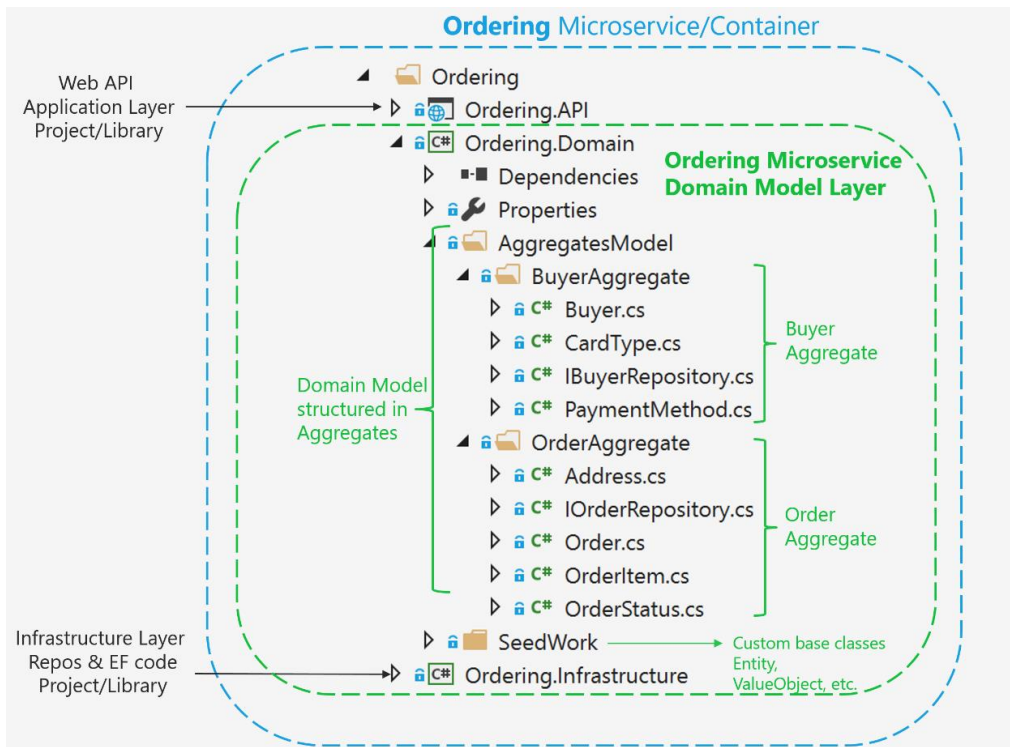 Ordering Microservice/Container
Ordering
Web API
Application Layer
Project/Library
Ordering.API
C# Ordering.Domain
Ordering Microservice
Domain Model Layer
Dependencies
Properties
AggregatesModel
BuyerAggregate
C# Buyer.cs
C# CardType.cs
C# IBuyerRepository.cs
C# PaymentMethod.cs
Buyer
Aggregate
Domain Model
structured in
Aggregates
OrderAggregate
C# Address.cs
C# IOrderRepository.cs
C# Order.cs
C# OrderItem.cs
C# OrderStatus.cs
Order
Aggregate
SeedWork
Custom base classes
Entity,
ValueObject, etc.
Infrastructure Layer
Repos & EF code
Project/Library
C# Ordering.Infrastructure